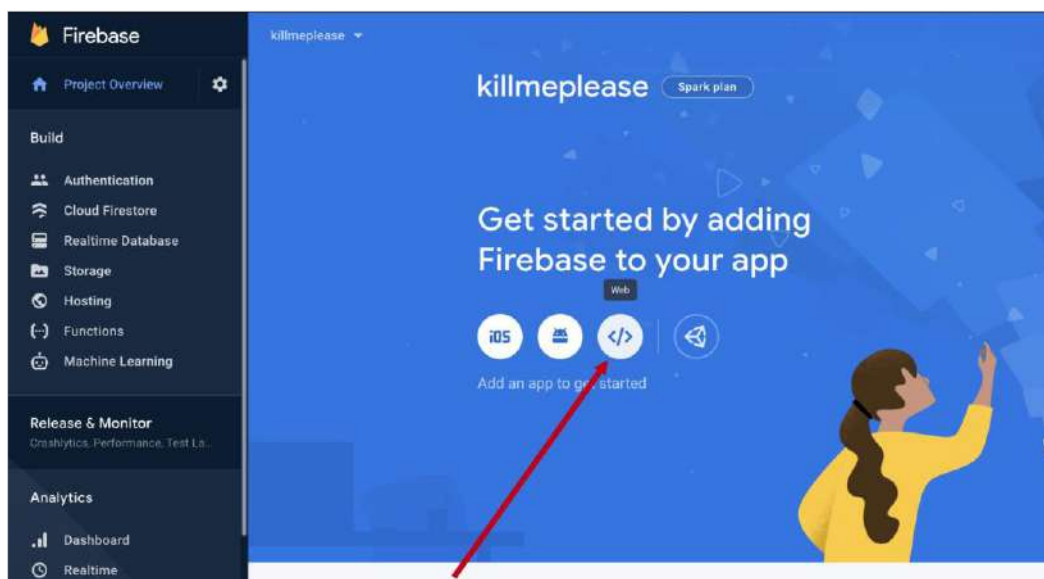 Firebase
killmeplease
Project Overview
killmeplease Spark plan
Build
Authentication
Cloud Firestore
Realtime Database
Storage
Hosting
Functions
Machine Learning
Release & Monitor
Crashlytics, Performance, Test La...
Analytics
Dashboard
Realtime
Get started by adding
Firebase to your app
Web
iOS
</>
Add an app to get started